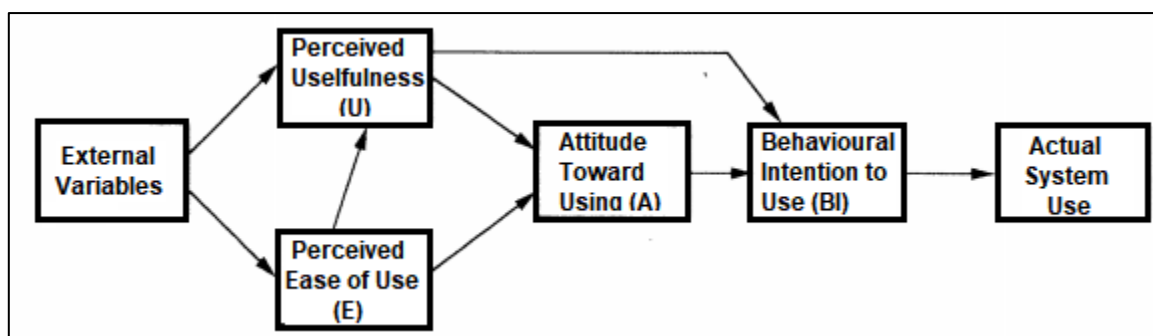 External
Variables
Perceived
Uselfulness
(U)
Perceived
Ease of Use
(E)
Attitude
Toward
Using (A)
Behavioural
Intention to
Use (BI)
Actual
System
Use